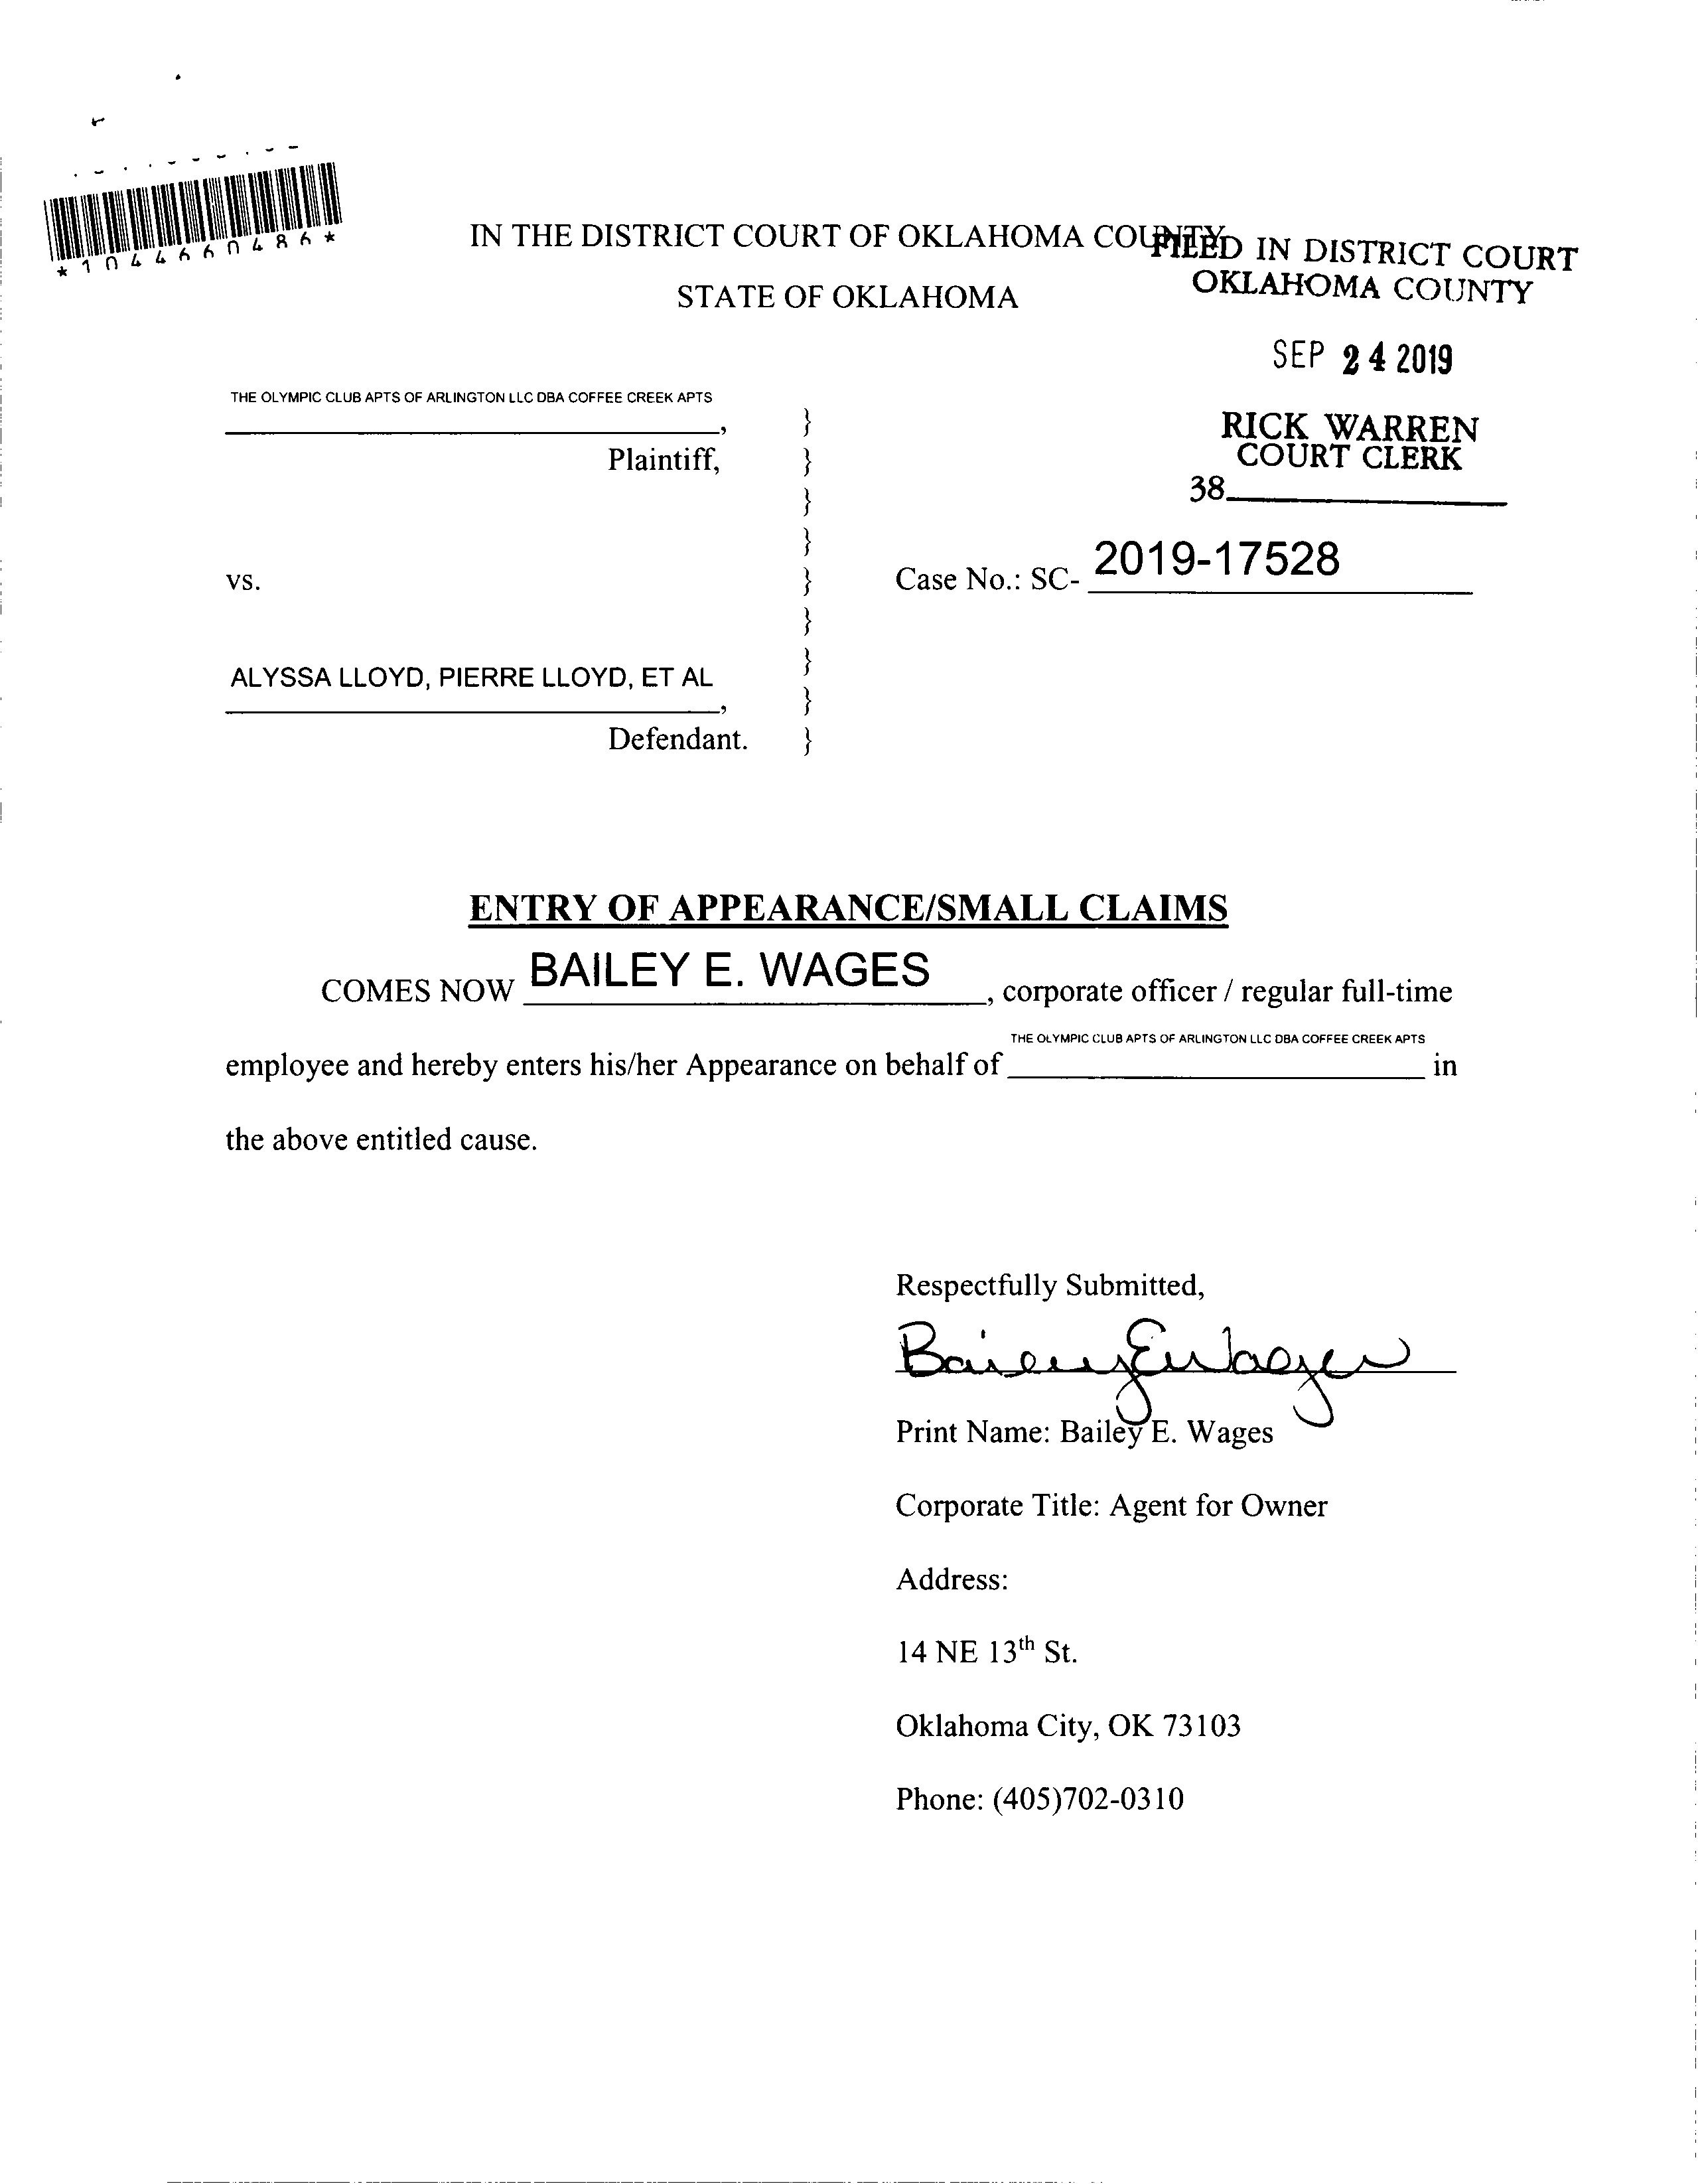 *1044660486*
IN THE DISTRICT COURT OF OKLAHOMA COUNTY
STATE OF OKLAHOMA
FILED IN DISTRICT COURT
OKLAHOMA COUNTY
SEP 24 2019
RICK WARREN
COURT CLERK
38
THE OLYMPIC CLUB APTS OF ARLINGTON LLC DBA COFFEE CREEK APTS
, }
Plaintiff, }
}
}
vs. } Case No.: SC- 2019-17528
}
ALYSSA LLOYD, PIERRE LLOYD, ET AL }
, }
Defendant. }
ENTRY OF APPEARANCE/SMALL CLAIMS
COMES NOW BAILEY E. WAGES, corporate officer / regular full-time
employee and hereby enters his/her Appearance on behalf of THE OLYMPIC CLUB APTS OF ARLINGTON LLC DBA COFFEE CREEK APTS in
the above entitled cause.
Respectfully Submitted,
Bailey E Wages
Print Name: Bailey E. Wages
Corporate Title: Agent for Owner
Address:
14 NE 13th St.
Oklahoma City, OK 73103
Phone: (405)702-0310